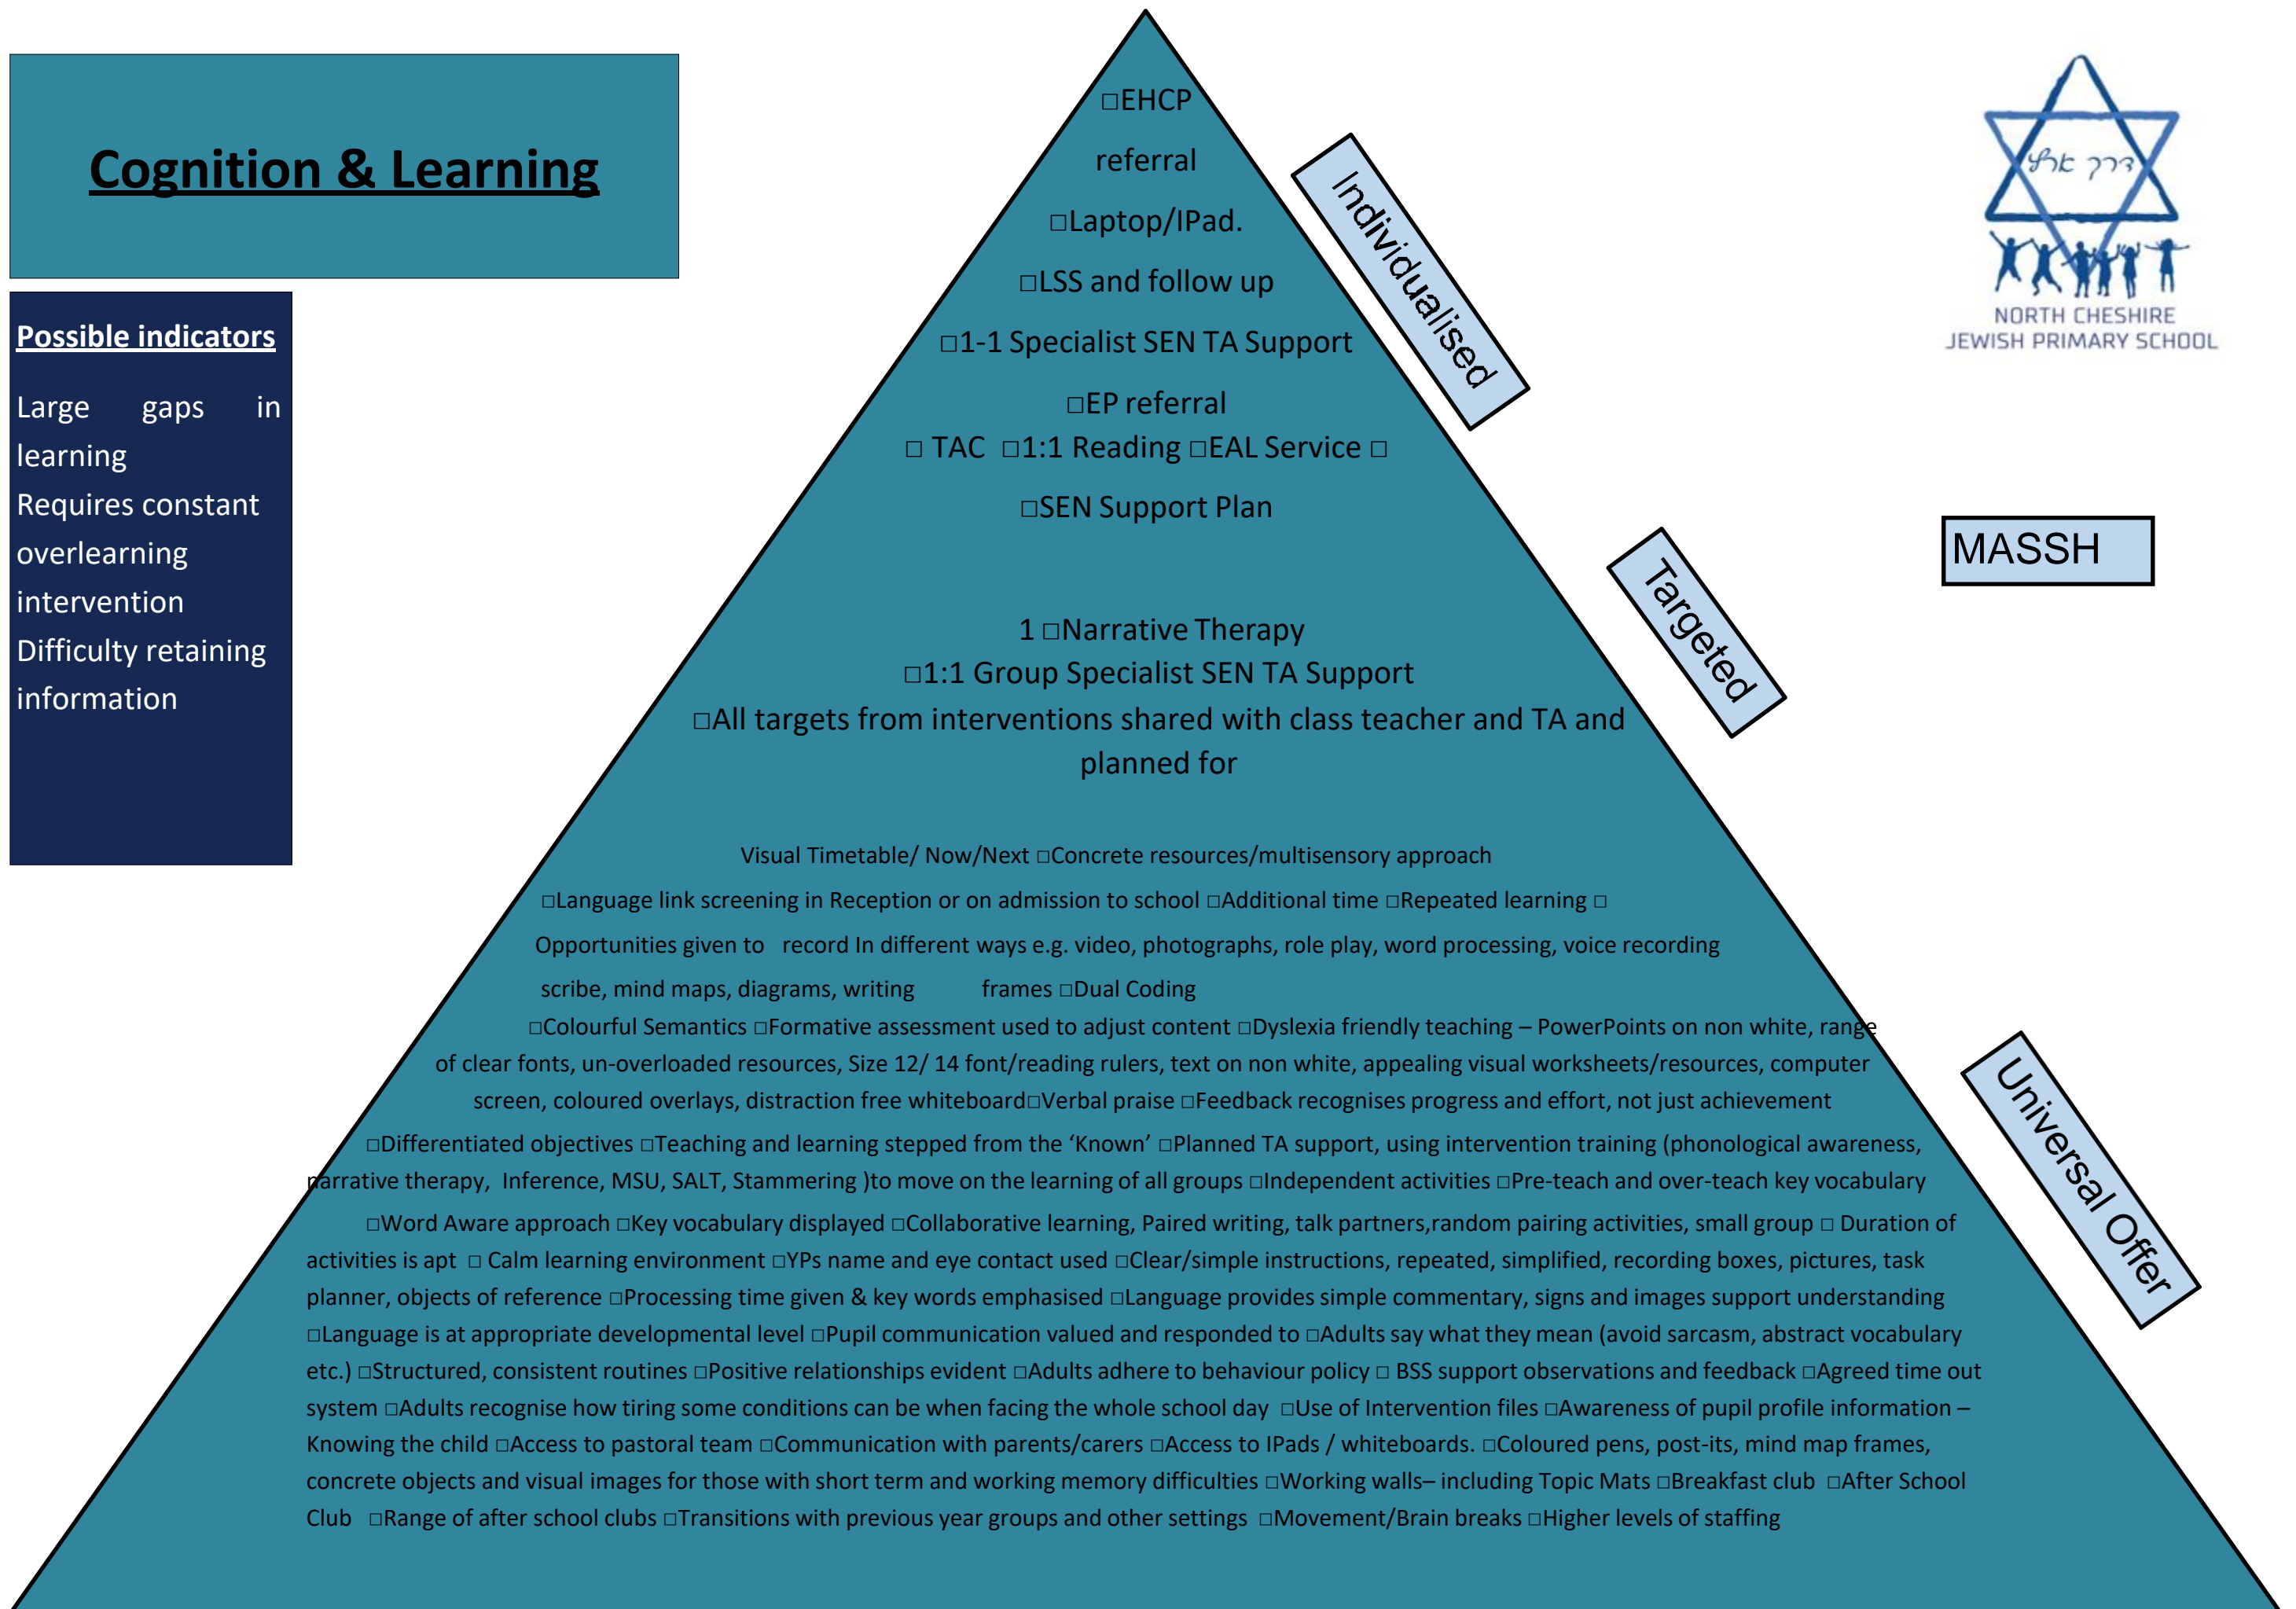 Cognition & Learning
Possible indicators
Large gaps in
learning
Requires constant
overlearning
intervention
Difficulty retaining
information
□EHCP
referral
□Laptop/IPad.
□LSS and follow up
□1-1 Specialist SEN TA Support
□EP referral
□ TAC □1:1 Reading □EAL Service □
□SEN Support Plan
1 □Narrative Therapy
□1:1 Group Specialist SEN TA Support
□All targets from interventions shared with class teacher and TA and
planned for
Visual Timetable/ Now/Next □Concrete resources/multisensory approach
□Language link screening in Reception or on admission to school □Additional time □Repeated learning □
Opportunities given to record In different ways e.g. video, photographs, role play, word processing, voice recording
scribe, mind maps, diagrams, writing frames □Dual Coding
□Colourful Semantics □Formative assessment used to adjust content □Dyslexia friendly teaching – PowerPoints on non white, range
of clear fonts, un-overloaded resources, Size 12/ 14 font/reading rulers, text on non white, appealing visual worksheets/resources, computer
screen, coloured overlays, distraction free whiteboard□Verbal praise □Feedback recognises progress and effort, not just achievement
□Differentiated objectives □Teaching and learning stepped from the ‘Known’ □Planned TA support, using intervention training (phonological awareness,
narrative therapy, Inference, MSU, SALT, Stammering )to move on the learning of all groups □Independent activities □Pre-teach and over-teach key vocabulary
□Word Aware approach □Key vocabulary displayed □Collaborative learning, Paired writing, talk partners,random pairing activities, small group □ Duration of
activities is apt □ Calm learning environment □YPs name and eye contact used □Clear/simple instructions, repeated, simplified, recording boxes, pictures, task
planner, objects of reference □Processing time given & key words emphasised □Language provides simple commentary, signs and images support understanding
□Language is at appropriate developmental level □Pupil communication valued and responded to □Adults say what they mean (avoid sarcasm, abstract vocabulary
etc.) □Structured, consistent routines □Positive relationships evident □Adults adhere to behaviour policy □ BSS support observations and feedback □Agreed time out
system □Adults recognise how tiring some conditions can be when facing the whole school day □Use of Intervention files □Awareness of pupil profile information –
Knowing the child □Access to pastoral team □Communication with parents/carers □Access to IPads / whiteboards. □Coloured pens, post-its, mind map frames,
concrete objects and visual images for those with short term and working memory difficulties □Working walls– including Topic Mats □Breakfast club □After School
Club □Range of after school clubs □Transitions with previous year groups and other settings □Movement/Brain breaks □Higher levels of staffing
Individualised
Targeted
Universal Offer
דרך ארץ
NORTH CHESHIRE
JEWISH PRIMARY SCHOOL
MASSH